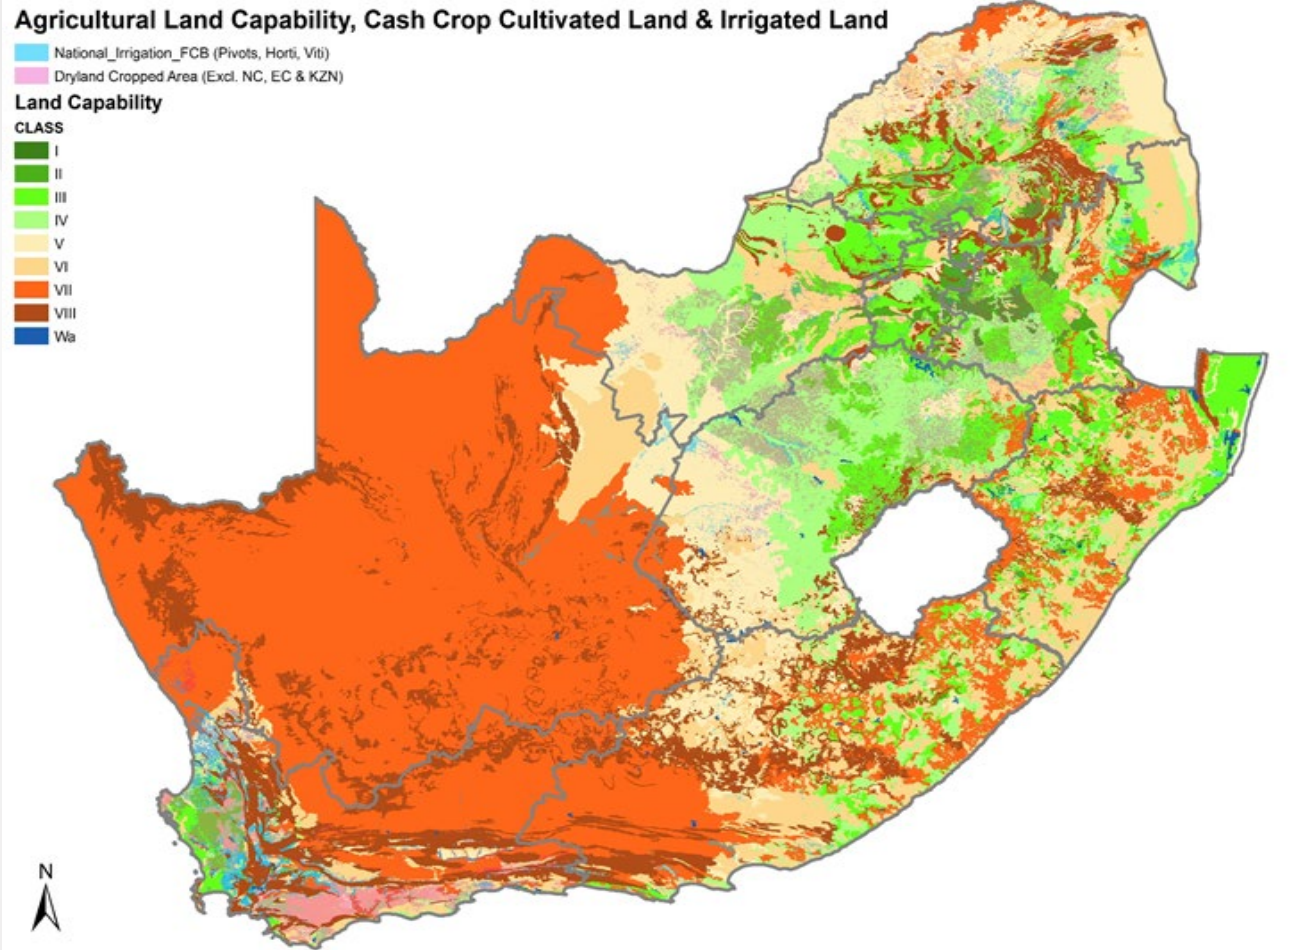 Agricultural Land Capability, Cash Crop Cultivated Land & Irrigated Land
National_Irrigation_FCB (Pivots, Horti, Viti)
Dryland Cropped Area (Excl. NC, EC & KZN)
Land Capability
CLASS
I
II
III
IV
V
VI
VII
VIII
Wa
N